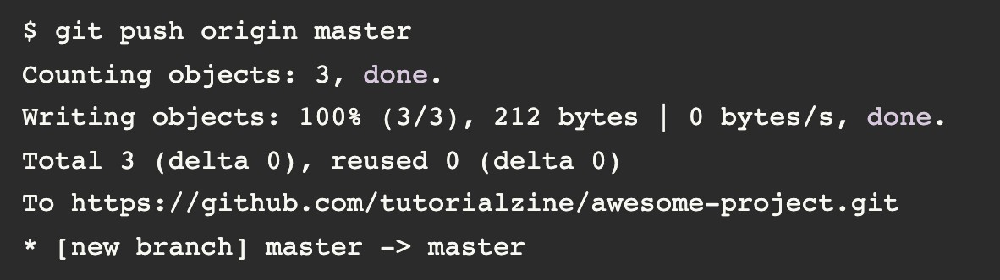 $ git push origin master
Counting objects: 3, done.
Writing objects: 100% (3/3), 212 bytes | 0 bytes/s, done.
Total 3 (delta 0), reused 0 (delta 0)
To https://github.com/tutorialzine/awesome-project.git
* [new branch] master -> master